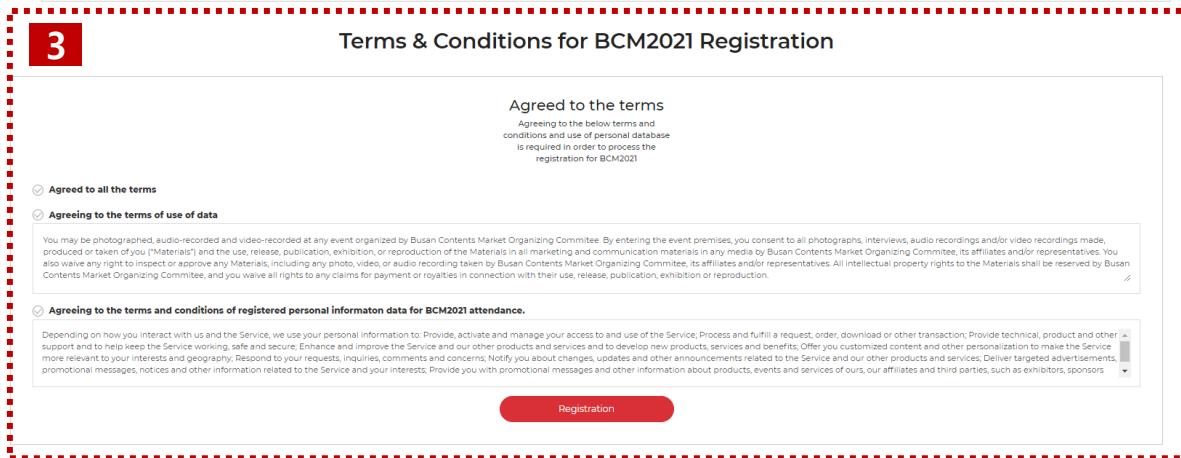 3
Terms & Conditions for BCM2021 Registration
Agreed to the terms
Agreeing to the below terms and
conditions and use of personal database
is required in order to process the
registration for BCM2021
Agreed to all the terms
Agreeing to the terms of use of data
You may be photographed, audio-recorded and video-recorded at any event organized by Busan Contents Market Organizing Commitee. By entering the event premises, you consent to all photographs, interviews, audio recordings and/or video recordings made,
produced or taken of you ("Materials") and the use, release, publication, exhibition, or reproduction of the Materials in all marketing and communication materials in any media by Busan Contents Market Organizing Commitee, its affiliates and/or representatives. You
also waive any right to inspect or approve any Materials, including any photo, video, or audio recording taken by Busan Contents Market Organizing Commitee, its affiliates and/or representatives. All intellectual property rights to the Materials shall be reserved by Busan
Contents Market Organizing Commitee, and you waive all rights to any claims for payment or royalties in connection with their use, release, publication, exhibition or reproduction.
Agreeing to the terms and conditions of registered personal informaton data for BCM2021 attendance.
Depending on how you interact with us and the Service, we use your personal information to: Provide, activate and manage your access to and use of the Service; Process and fulfill a request, order, download or other transaction; Provide technical, product and other
support and to help keep the Service working, safe and secure; Enhance and improve the Service and our other products and services and to develop new products, services and benefits; Offer you customized content and other personalization to make the Service
more relevant to your interests and geography; Respond to your requests, inquiries, comments and concerns; Notify you about changes, updates and other announcements related to the Service and our other products and services; Deliver targeted advertisements,
promotional messages, notices and other information related to the Service and your interests; Provide you with promotional messages and other information about products, events and services of ours, our affiliates and third parties, such as exhibitors, sponsors
Registration